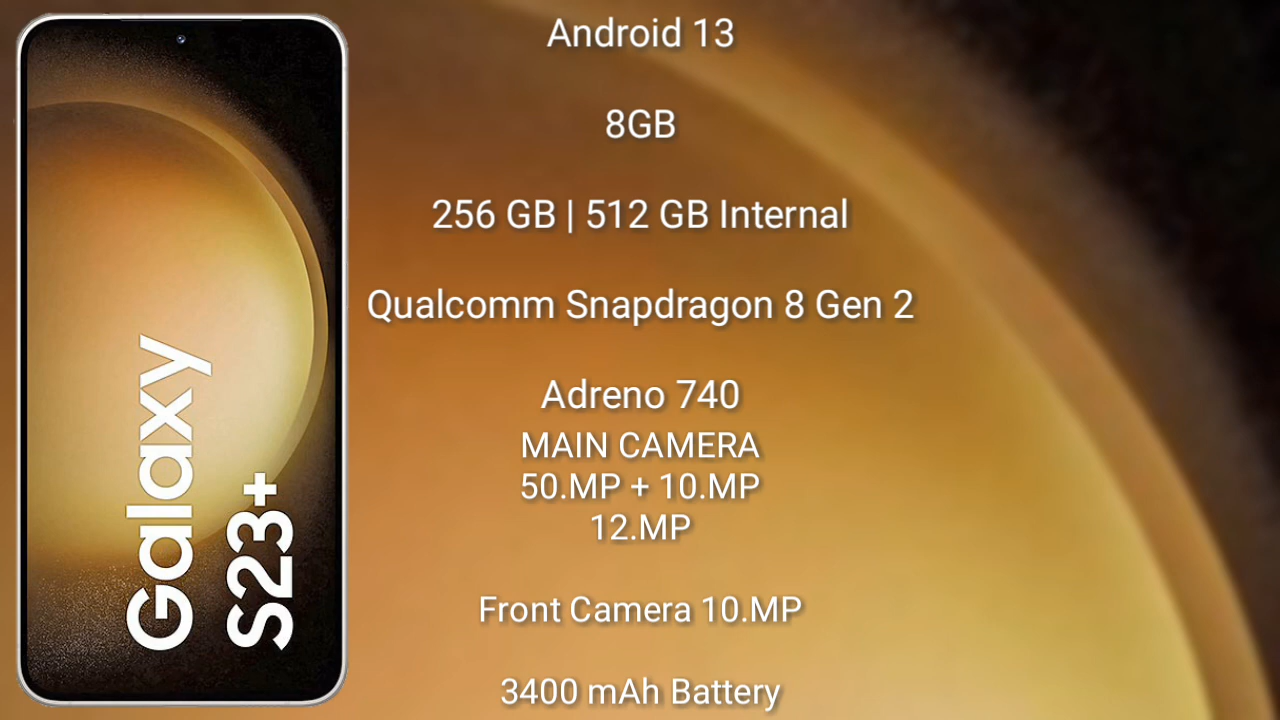 Galaxy
S23+
Android 13
8GB
256 GB | 512 GB Internal
Qualcomm Snapdragon 8 Gen 2
Adreno 740
MAIN CAMERA
50.MP + 10.MP
12.MP
Front Camera 10.MP
3400 mAh Battery